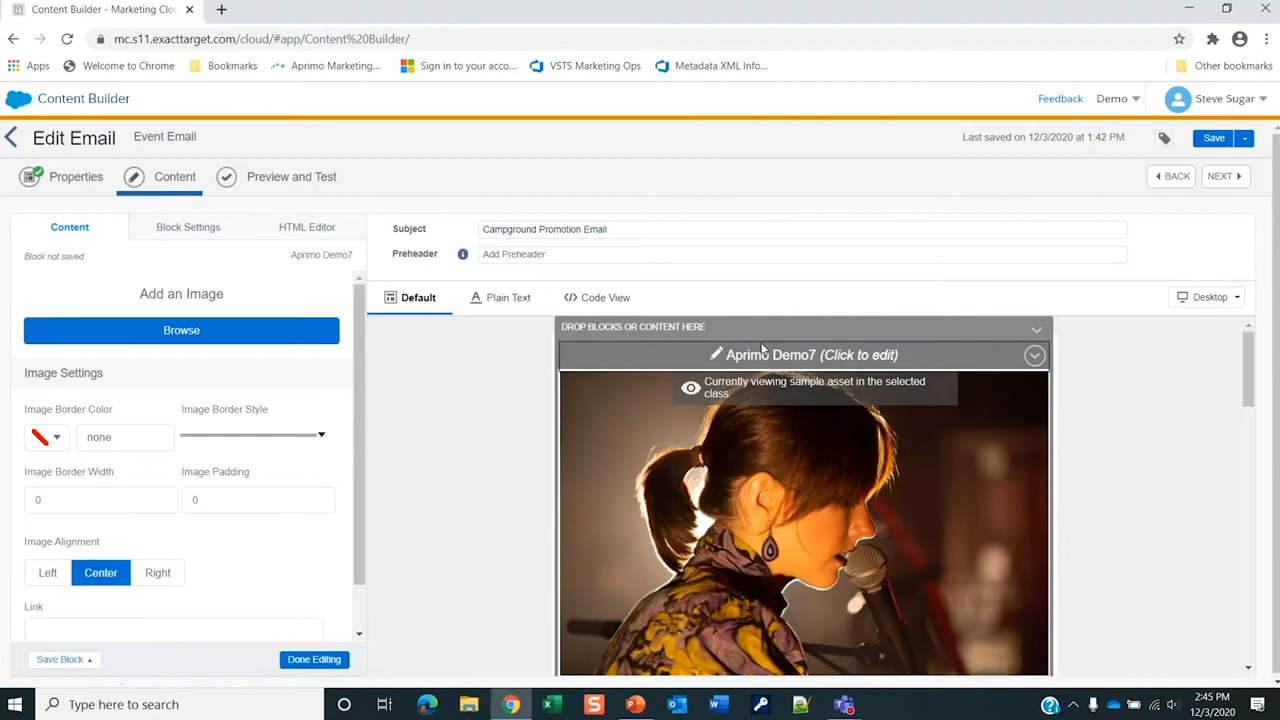 Content Builder - Marketing Clou
mc.s11.exacttarget.com/cloud/#app/Content%20Builder/
Apps
Welcome to Chrome
Bookmarks
Aprimo Marketing...
Sign in to your acco...
VSTS Marketing Ops
Metadata XML Info...
Other bookmarks
Content Builder
Feedback
Demo
Steve Sugar
Edit Email
Event Email
Last saved on 12/3/2020 at 1:42 PM
Save
Properties
Content
Preview and Test
BACK
NEXT
Content
Block Settings
HTML Editor
Block not saved
Aprimo Demo7
Subject
Campground Promotion Email
Preheader
Add Preheader
Add an Image
Browse
Default
Plain Text
Code View
Desktop
DROP BLOCKS OR CONTENT HERE
Aprimo Demo7 (Click to edit)
Currently viewing sample asset in the selected
class
Image Settings
Image Border Color
Image Border Style
none
Image Border Width
Image Padding
0
0
Image Alignment
Left
Center
Right
Link
Save Block
Done Editing
Type here to search
2:45 PM
12/3/2020